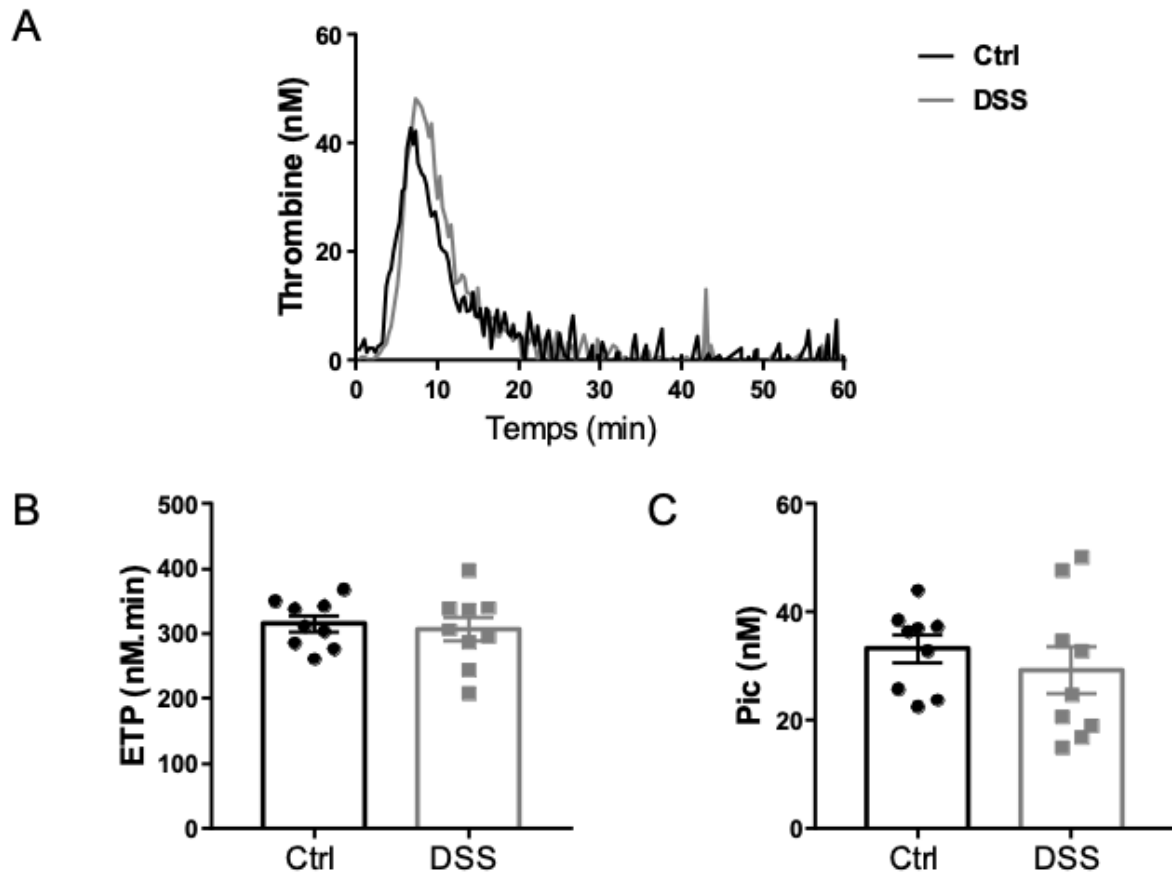 A
60
40
20
0
Thrombine (nM)
0 10 20 30 40 50 60
Temps (min)
Ctrl
DSS
B
500
400
300
200
100
0
ETP (nM.min)
Ctrl DSS
C
60
40
20
0
Pic (nM)
Ctrl DSS